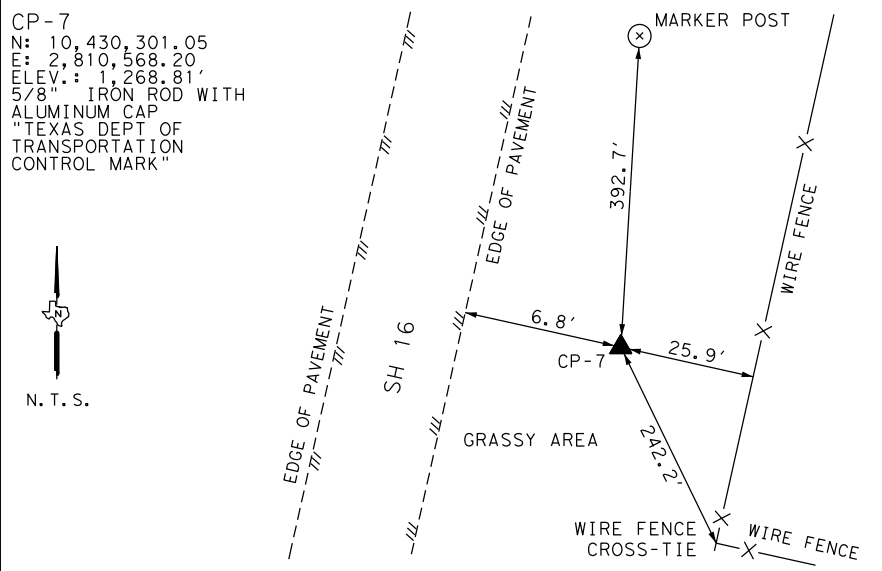 CP-7
N: 10,430,301.05
E: 2,810,568.20
ELEV.: 1,268.81'
5/8" IRON ROD WITH
ALUMINUM CAP
"TEXAS DEPT OF
TRANSPORTATION
CONTROL MARK"
N
N.T.S.
MARKER POST
392.7'
EDGE OF PAVEMENT
WIRE FENCE
EDGE OF PAVEMENT
SH 16
6.8'
CP-7
25.9'
GRASSY AREA
242.2'
WIRE FENCE
CROSS-TIE
WIRE FENCE